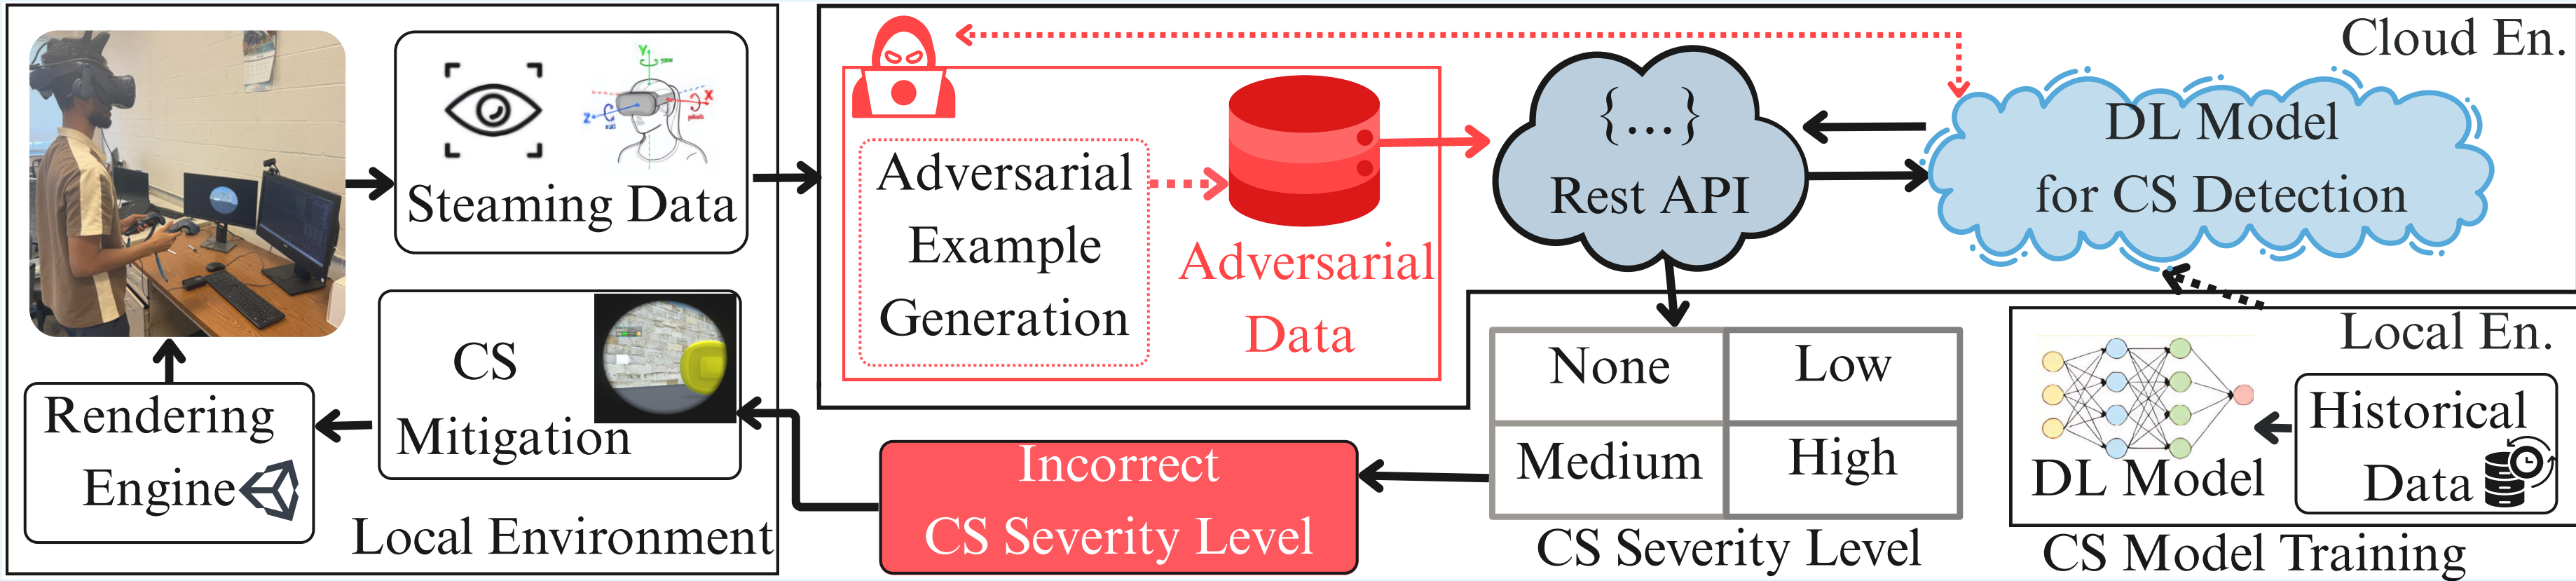 Steaming Data
Y
X
Z
CS
Mitigation
Rendering
Engine
Local Environment
Adversarial
Example
Generation
Adversarial
Data
{...}
Rest API
Cloud En.
DL Model
for CS Detection
None
Low
Medium
High
CS Severity Level
Incorrect
CS Severity Level
Local En.
Historical
Data
DL Model
CS Model Training